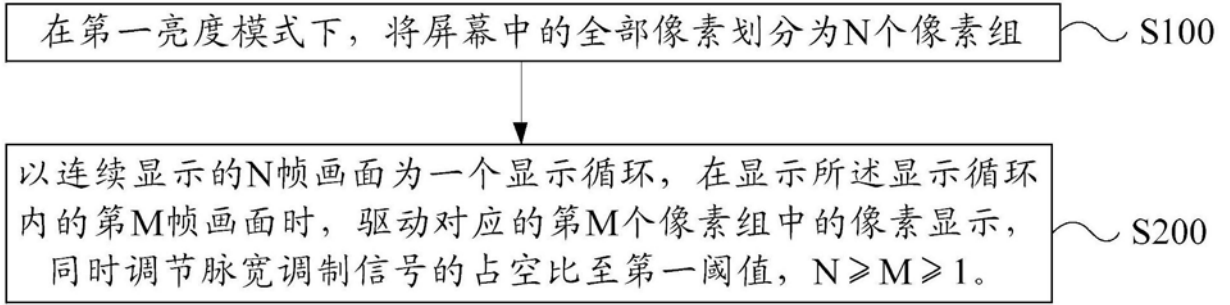 在第一亮度模式下，将屏幕中的全部像素划分为N个像素组
S100
以连续显示的N帧画面为一个显示循环，在显示所述显示循环
内的第M帧画面时，驱动对应的第M个像素组中的像素显示，
同时调节脉宽调制信号的占空比至第一阈值，N≥M≥1。
S200